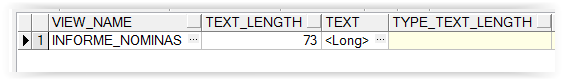 VIEW_NAME TEXT_LENGTH TEXT TYPE_TEXT_LENGTH
1 INFORME_NOMINAS ... 73 <Long> ...